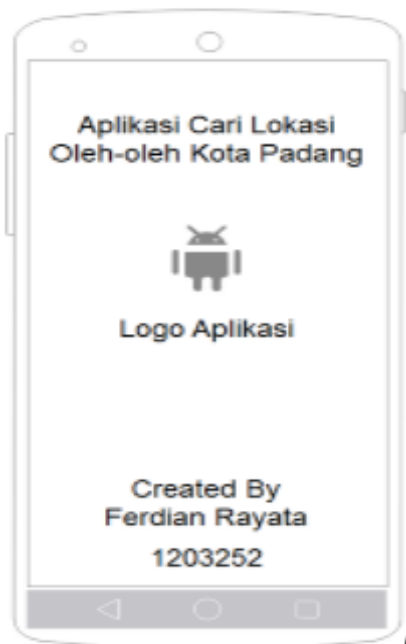 Aplikasi Cari Lokasi
Oleh-oleh Kota Padang
Logo Aplikasi
Created By
Ferdian Rayata
1203252